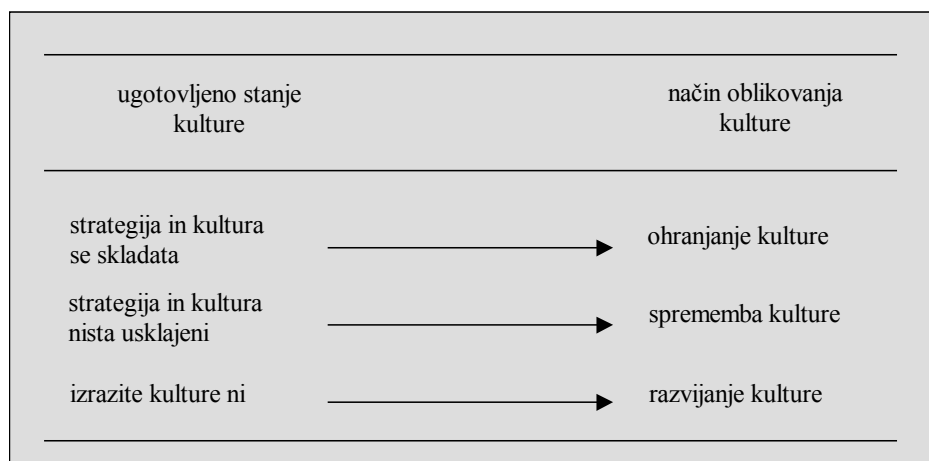 ugotovljeno stanje
kulture
način oblikovanja
kulture
strategija in kultura
se skladata
ohranjanje kulture
strategija in kultura
nista usklajeni
sprememba kulture
izrazite kulture ni
razvijanje kulture